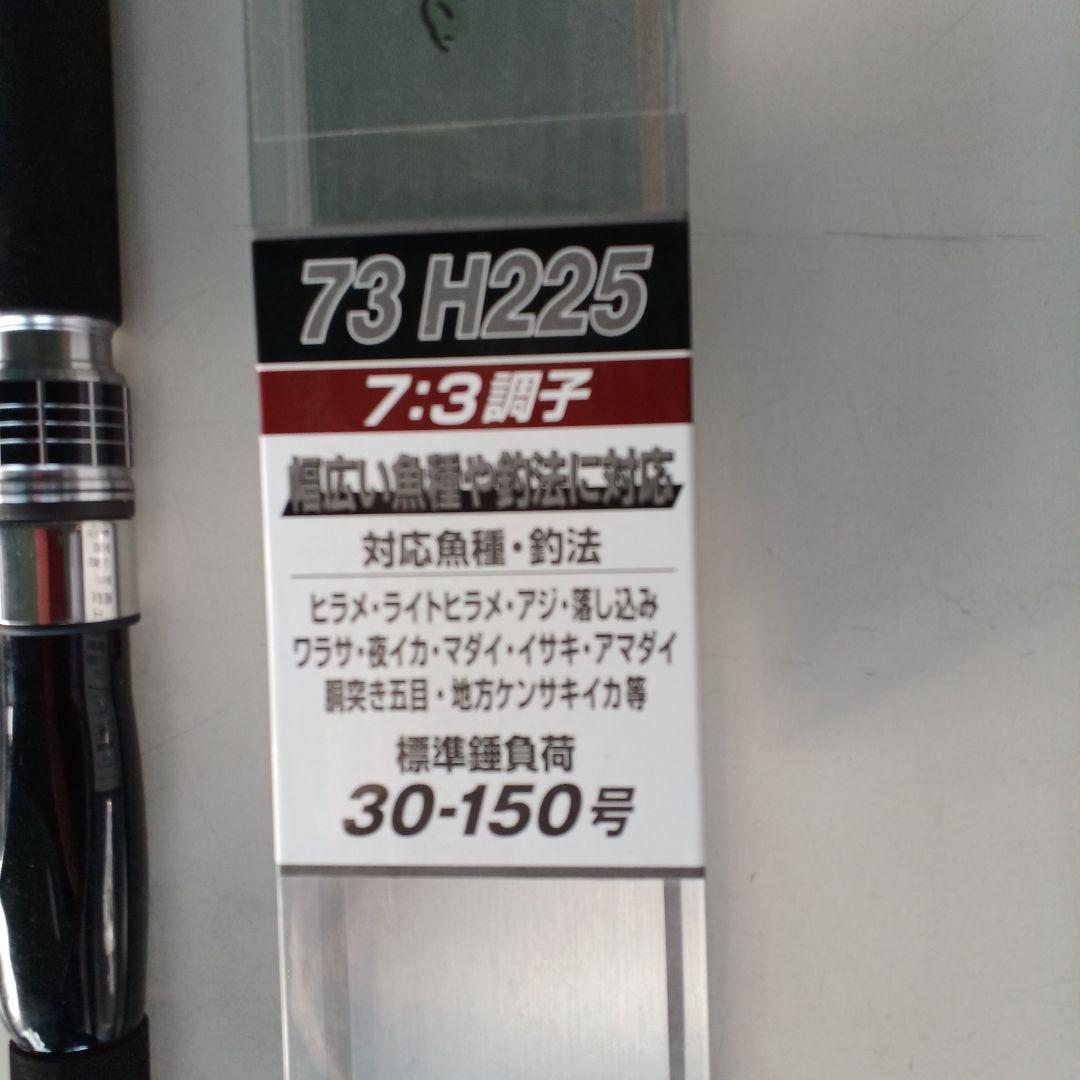 73 H225
7:3調子
幅広い魚種や釣法に対応
対応魚種・釣法
ヒラメ・ライトヒラメ・アジ・落し込み
ワラサ・夜イカ・マダイ・イサキ・アマダイ
胴突き五目・地方ケンサキイカ等
標準錘負荷
30-150号